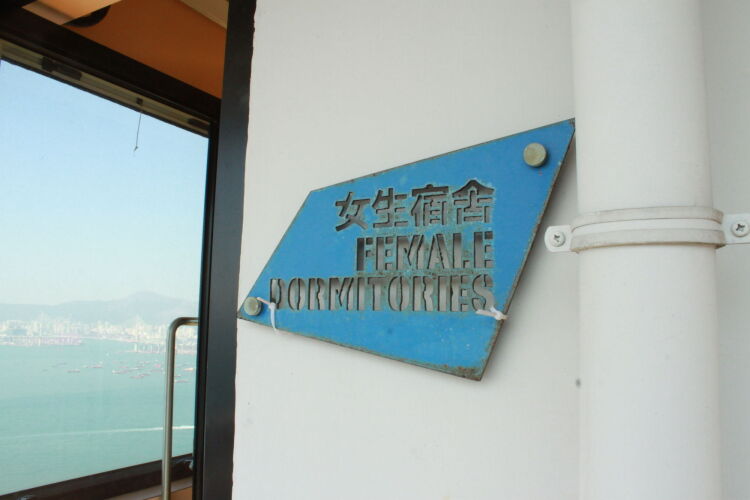 女生宿舍
FEMALE
DORMITORIES